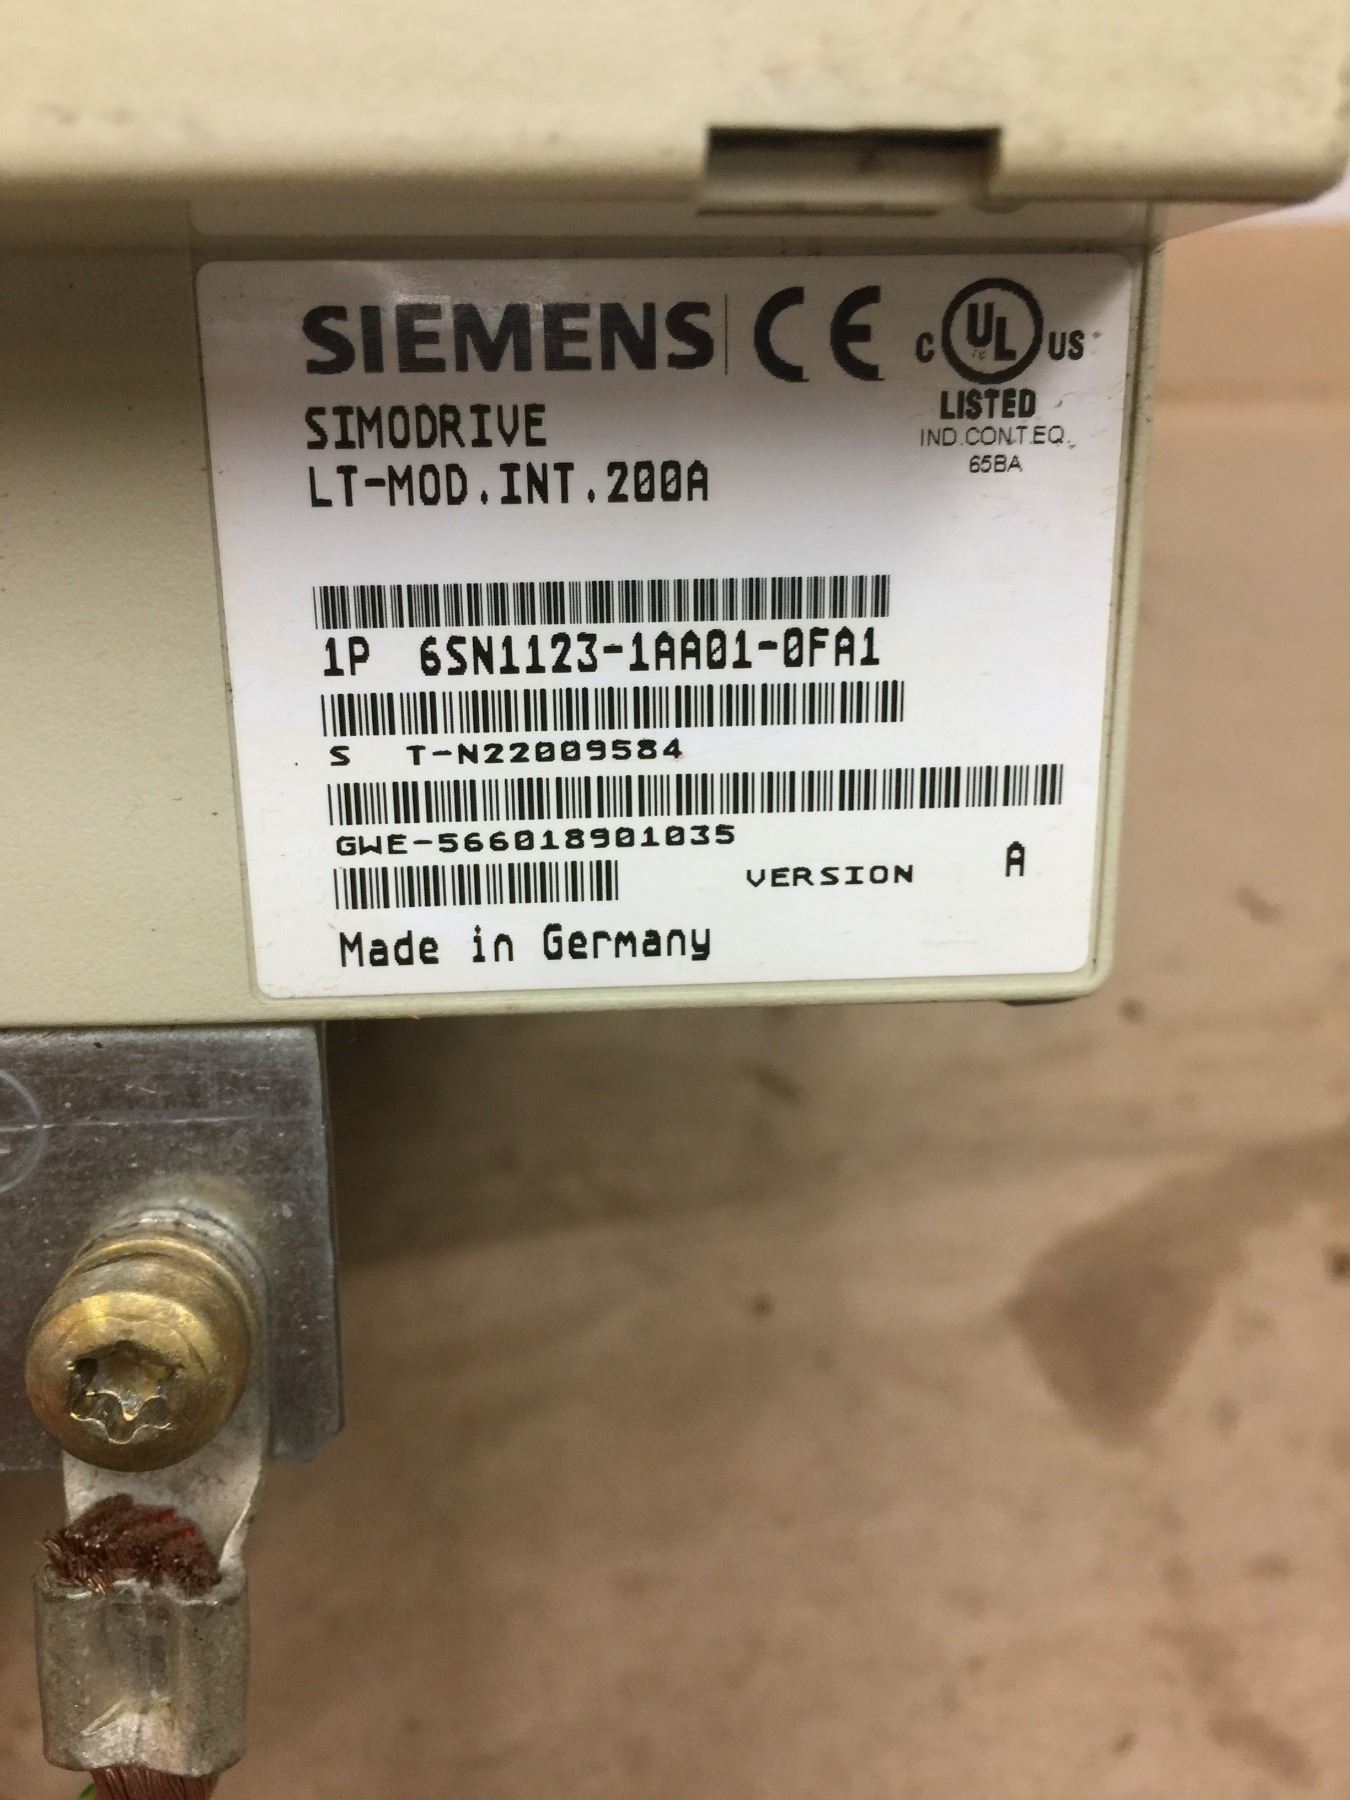 SIEMENS CE C UL US
LISTED
SIMODRIVE
IND.CONT.EQ.
LT-MOD.INT.200A
65BA
1P 6SN1123-1AA01-0FA1
S T-N22009584
GWE-566018901035
VERSION A
Made in Germany